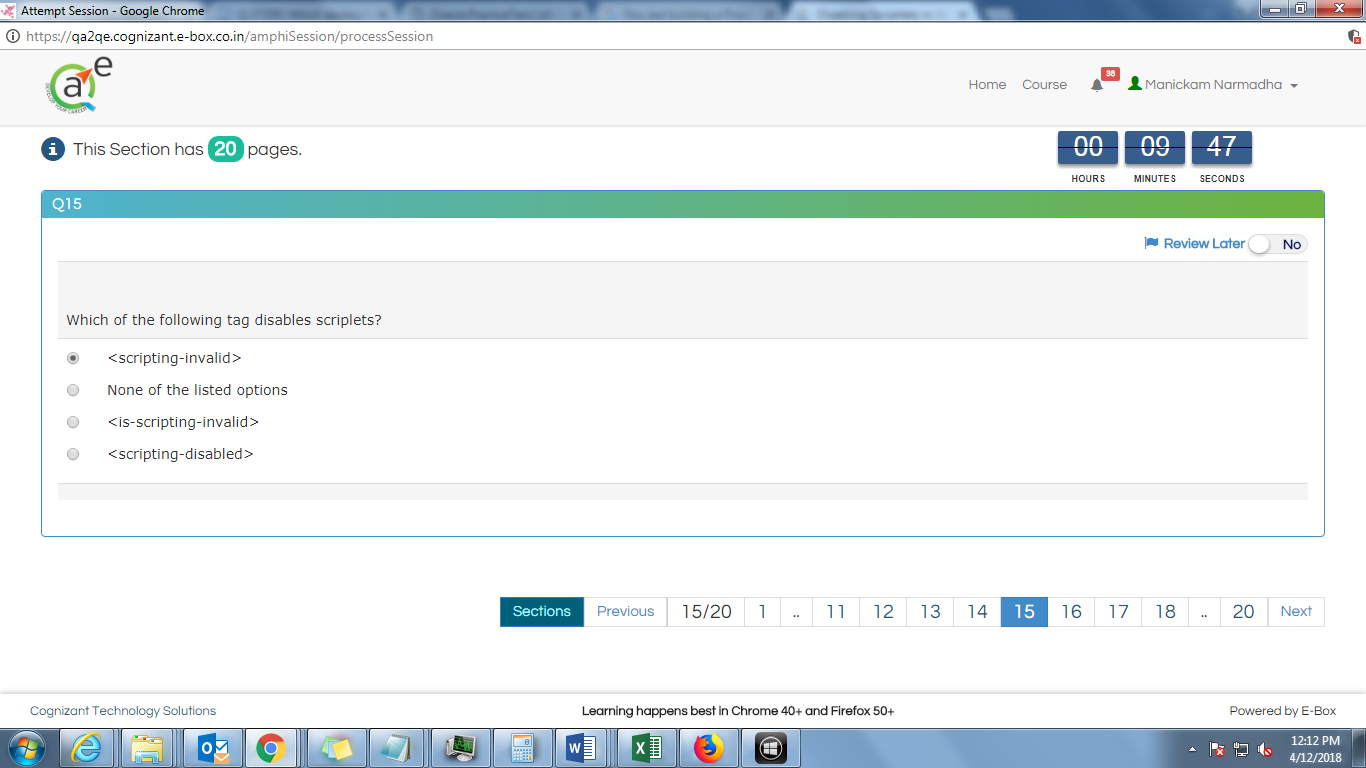 Attempt Session - Google Chrome
https://qa2qe.cognizant.e-box.co.in/amphiSession/processSession
a e
Home Course 38 Manickam Narmadha
This Section has 20 pages.
00 09 47
HOURS MINUTES SECONDS
Q15
Review Later No
Which of the following tag disables scriplets?
<scripting-invalid>
None of the listed options
<is-scripting-invalid>
<scripting-disabled>
Sections Previous 15/20 1 .. 11 12 13 14 15 16 17 18 .. 20 Next
Cognizant Technology Solutions Learning happens best in Chrome 40+ and Firefox 50+ Powered by E-Box
12:12 PM
4/12/2018